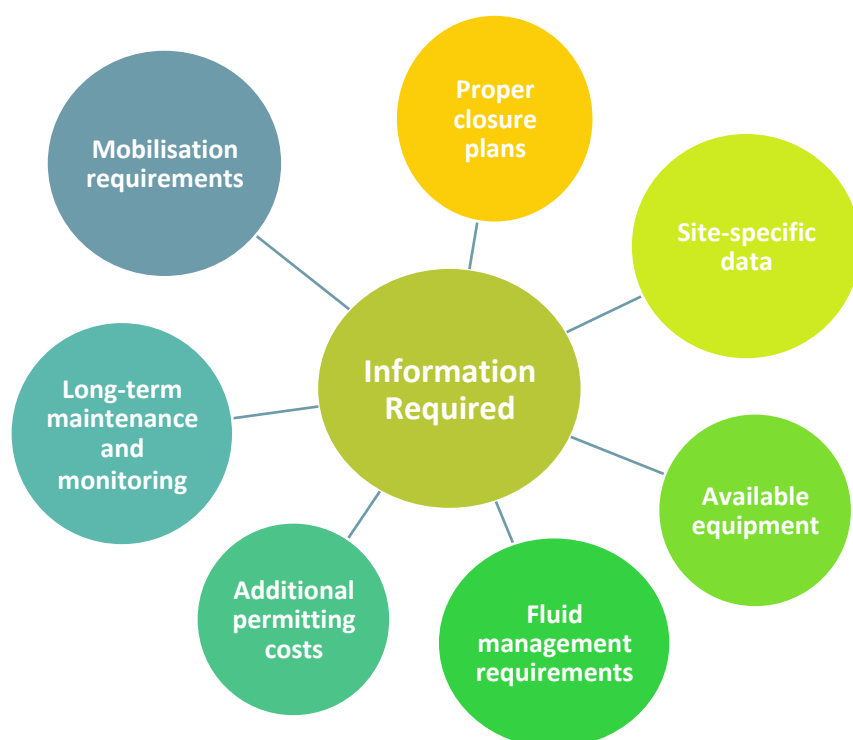 Proper
closure
plans
Mobilisation
requirements
Site-specific
data
Information
Required
Long-term
maintenance
and
monitoring
Available
equipment
Additional
permitting
costs
Fluid
management
requirements